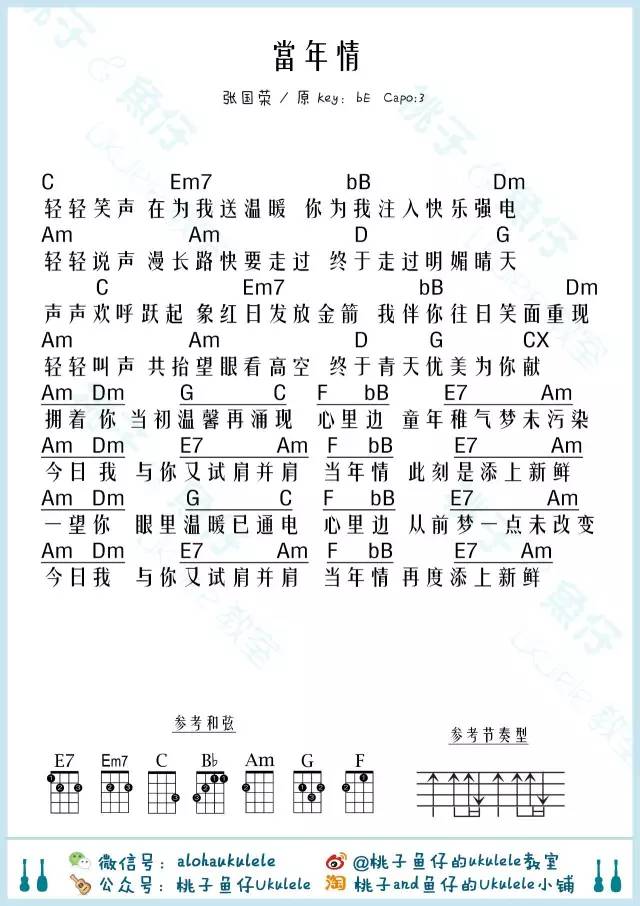 當年情
张国荣 / 原 key: bE Capo:3
C Em7 bB Dm
轻轻笑声 在为我送温暖 你为我注入快乐强电
Am Am D G
轻轻说声 漫长路快要走过 终于走过明媚晴天
C Em7 bB Dm
声声欢呼跃起 象红日发放金箭 我伴你往日笑面重现
Am Am D G CX
轻轻叫声 共抬望眼看高空 终于青天优美为你献
Am Dm G C F bB E7 Am
拥着你 当初温馨再涌现 心里边 童年稚气梦未污染
Am Dm E7 Am F bB E7 Am
今日我 与你又试肩并肩 当年情 此刻是添上新鲜
Am Dm G C F bB E7 Am
一望你 眼里温暖已通电 心里边 从前梦一点未改变
Am Dm E7 Am F bB E7 Am
今日我 与你又试肩并肩 当年情 再度添上新鲜
参考和弦 参考节奏型
E7 Em7 C Bb Am G F
微信号: alohaukulele @桃子鱼仔的ukulele教室
公众号: 桃子鱼仔Ukulele 桃子and鱼仔的Ukulele小铺